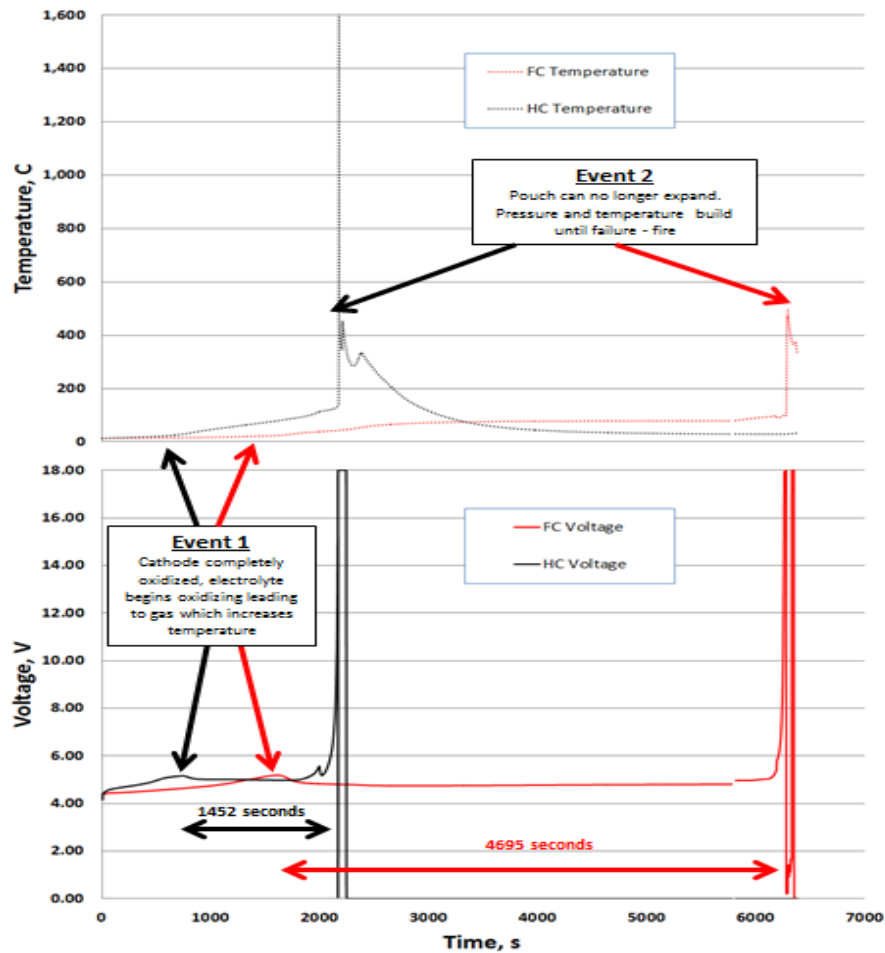 1,600
1,400
1,200
1,000
800
600
400
200
0
Temperature, C
FC Temperature
HC Temperature
Event 2
Pouch can no longer expand.
Pressure and temperature build
until failure - fire
18.00
16.00
14.00
12.00
10.00
8.00
6.00
4.00
2.00
0.00
Voltage, V
FC Voltage
HC Voltage
Event 1
Cathode completely
oxidized, electrolyte
begins oxidizing leading
to gas which increases
temperature
1452 seconds
4695 seconds
0 1000 2000 3000 4000 5000 6000 7000
Time, s